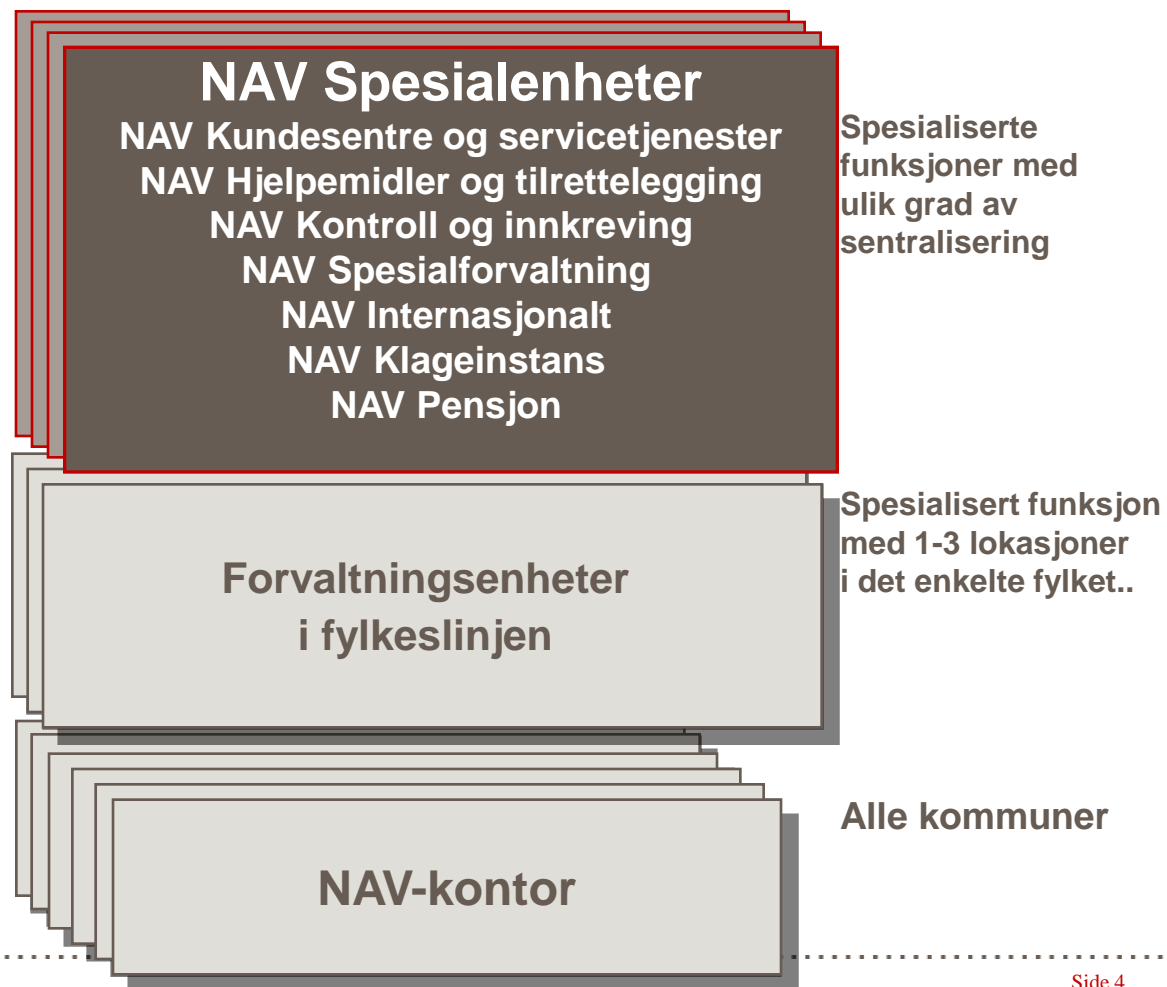 NAV Spesialenheter
NAV Kundesentre og servicetjenester
NAV Hjelpemidler og tilrettelegging
NAV Kontroll og innkreving
NAV Spesialforvaltning
NAV Internasjonalt
NAV Klageinstans
NAV Pensjon
Spesialiserte
funksjoner med
ulik grad av
sentralisering
Forvaltningsenheter
i fylkeslinjen
Spesialisert funksjon
med 1-3 lokasjoner
i det enkelte fylket..
NAV-kontor
Alle kommuner
Side 4